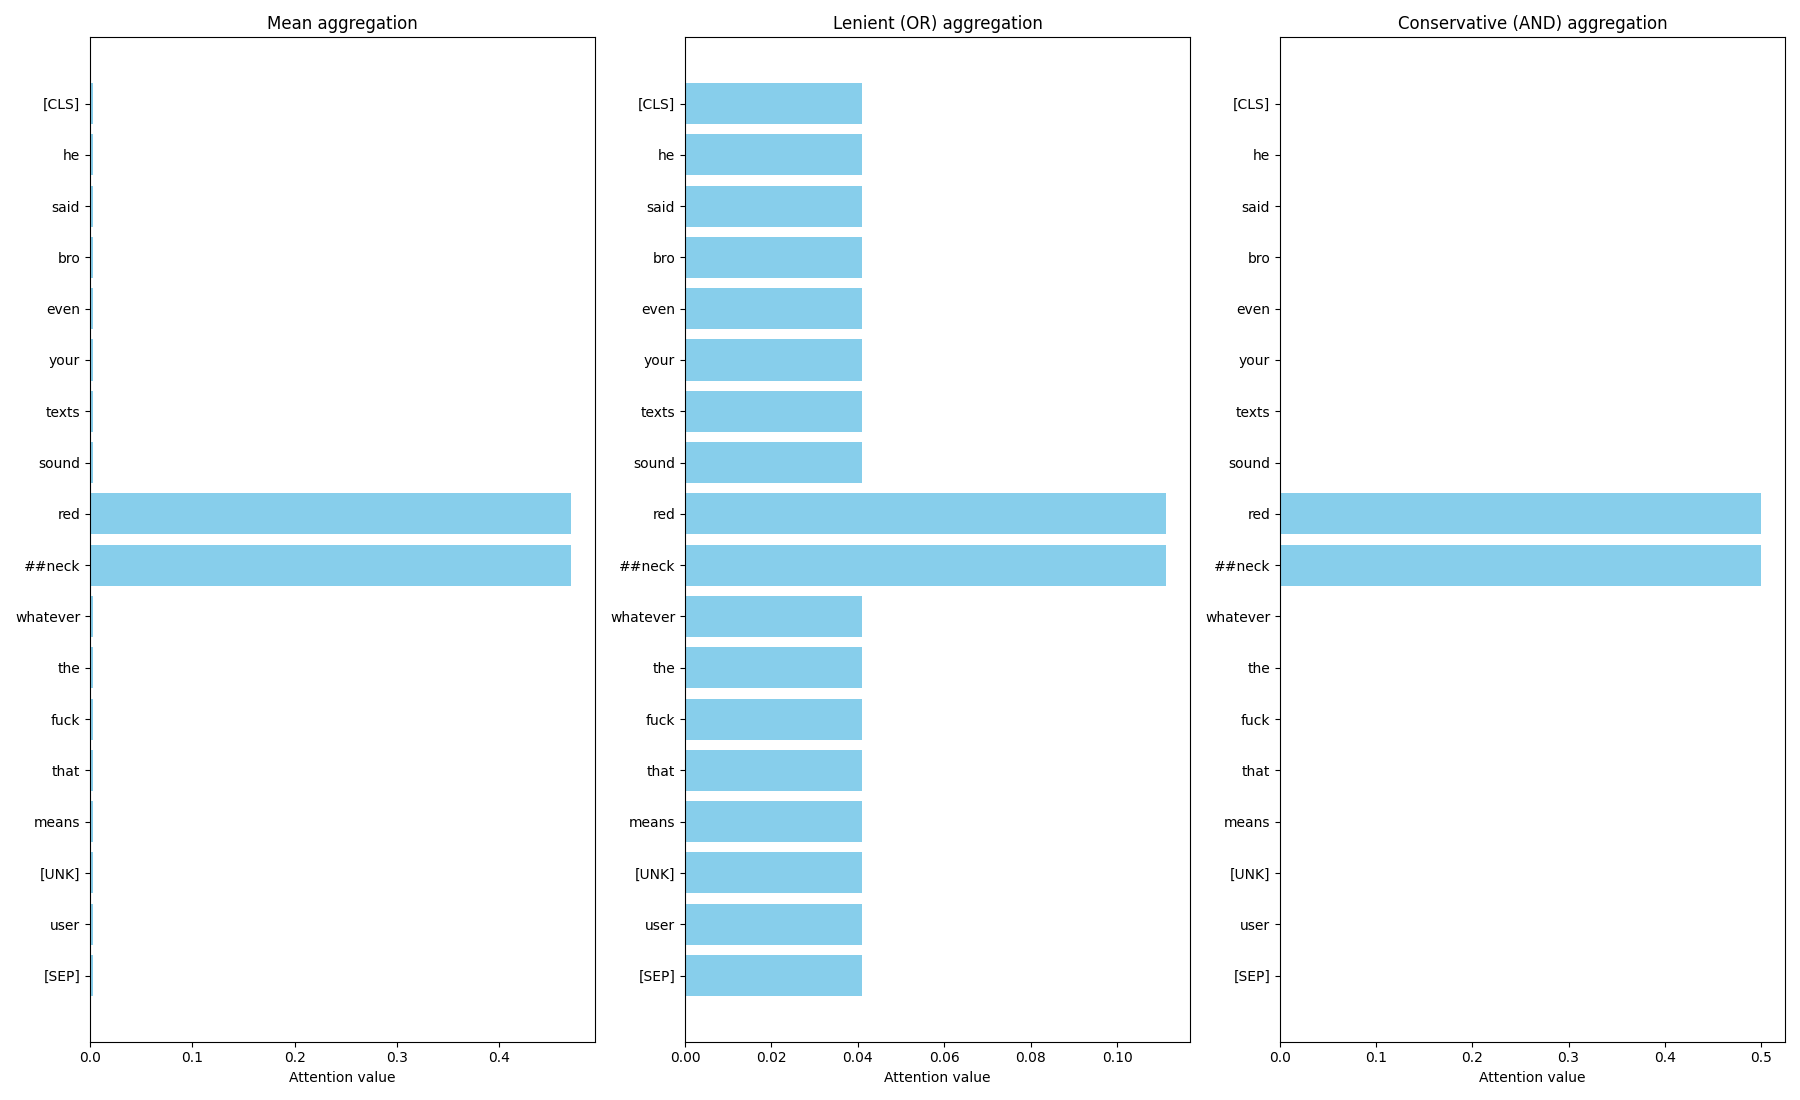 Mean aggregation
[CLS]
he
said
bro
even
your
texts
sound
red
##neck
whatever
the
fuck
that
means
[UNK]
user
[SEP]
0.0 0.1 0.2 0.3 0.4
Attention value
Lenient (OR) aggregation
[CLS]
he
said
bro
even
your
texts
sound
red
##neck
whatever
the
fuck
that
means
[UNK]
user
[SEP]
0.00 0.02 0.04 0.06 0.08 0.10
Attention value
Conservative (AND) aggregation
[CLS]
he
said
bro
even
your
texts
sound
red
##neck
whatever
the
fuck
that
means
[UNK]
user
[SEP]
0.0 0.1 0.2 0.3 0.4 0.5
Attention value